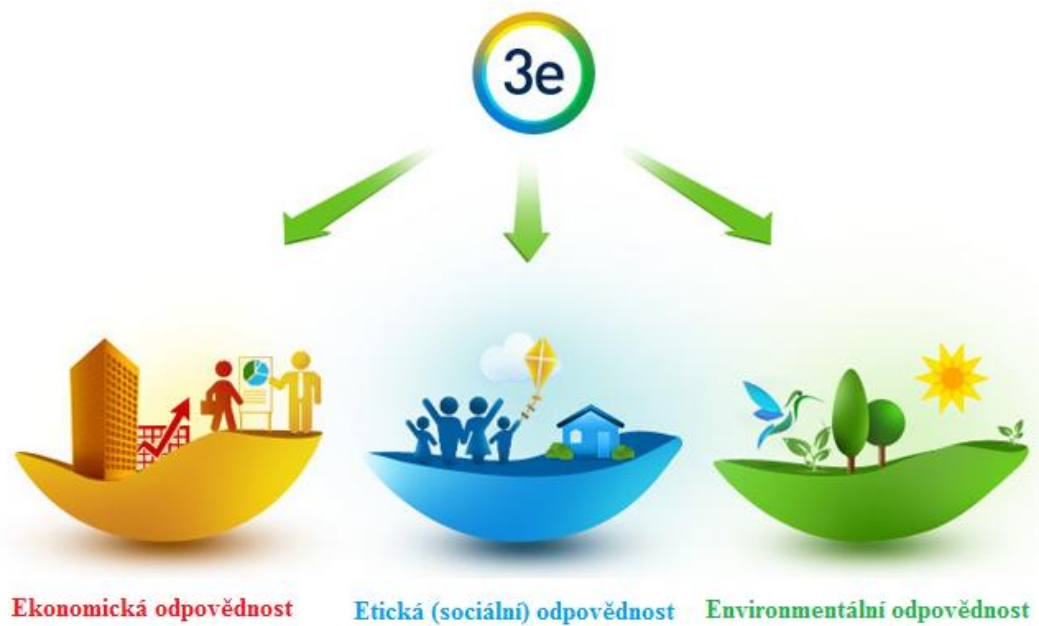 3e
Ekonomická odpovědnost
Etická (sociální) odpovědnost
Environmentální odpovědnost